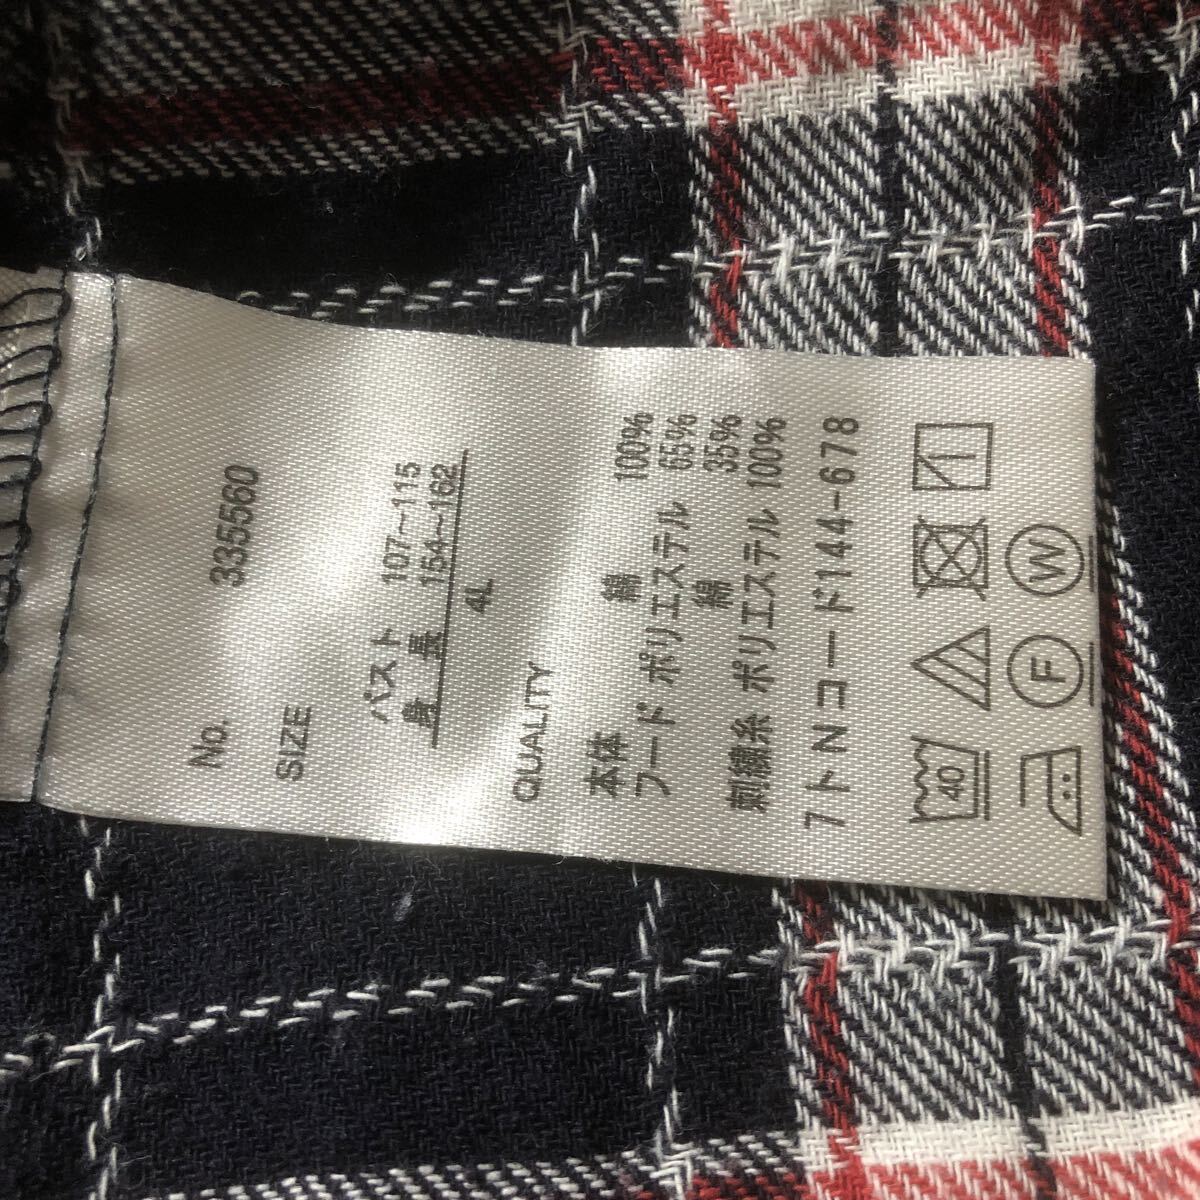 No. 335560
SIZE
バスト 107〜115
身長 154〜162
4L
QUALITY
本体 綿 100%
フード ポリエステル 65%
綿 35%
刺繍糸 ポリエステル 100%
7トNコード144-678
40
F W